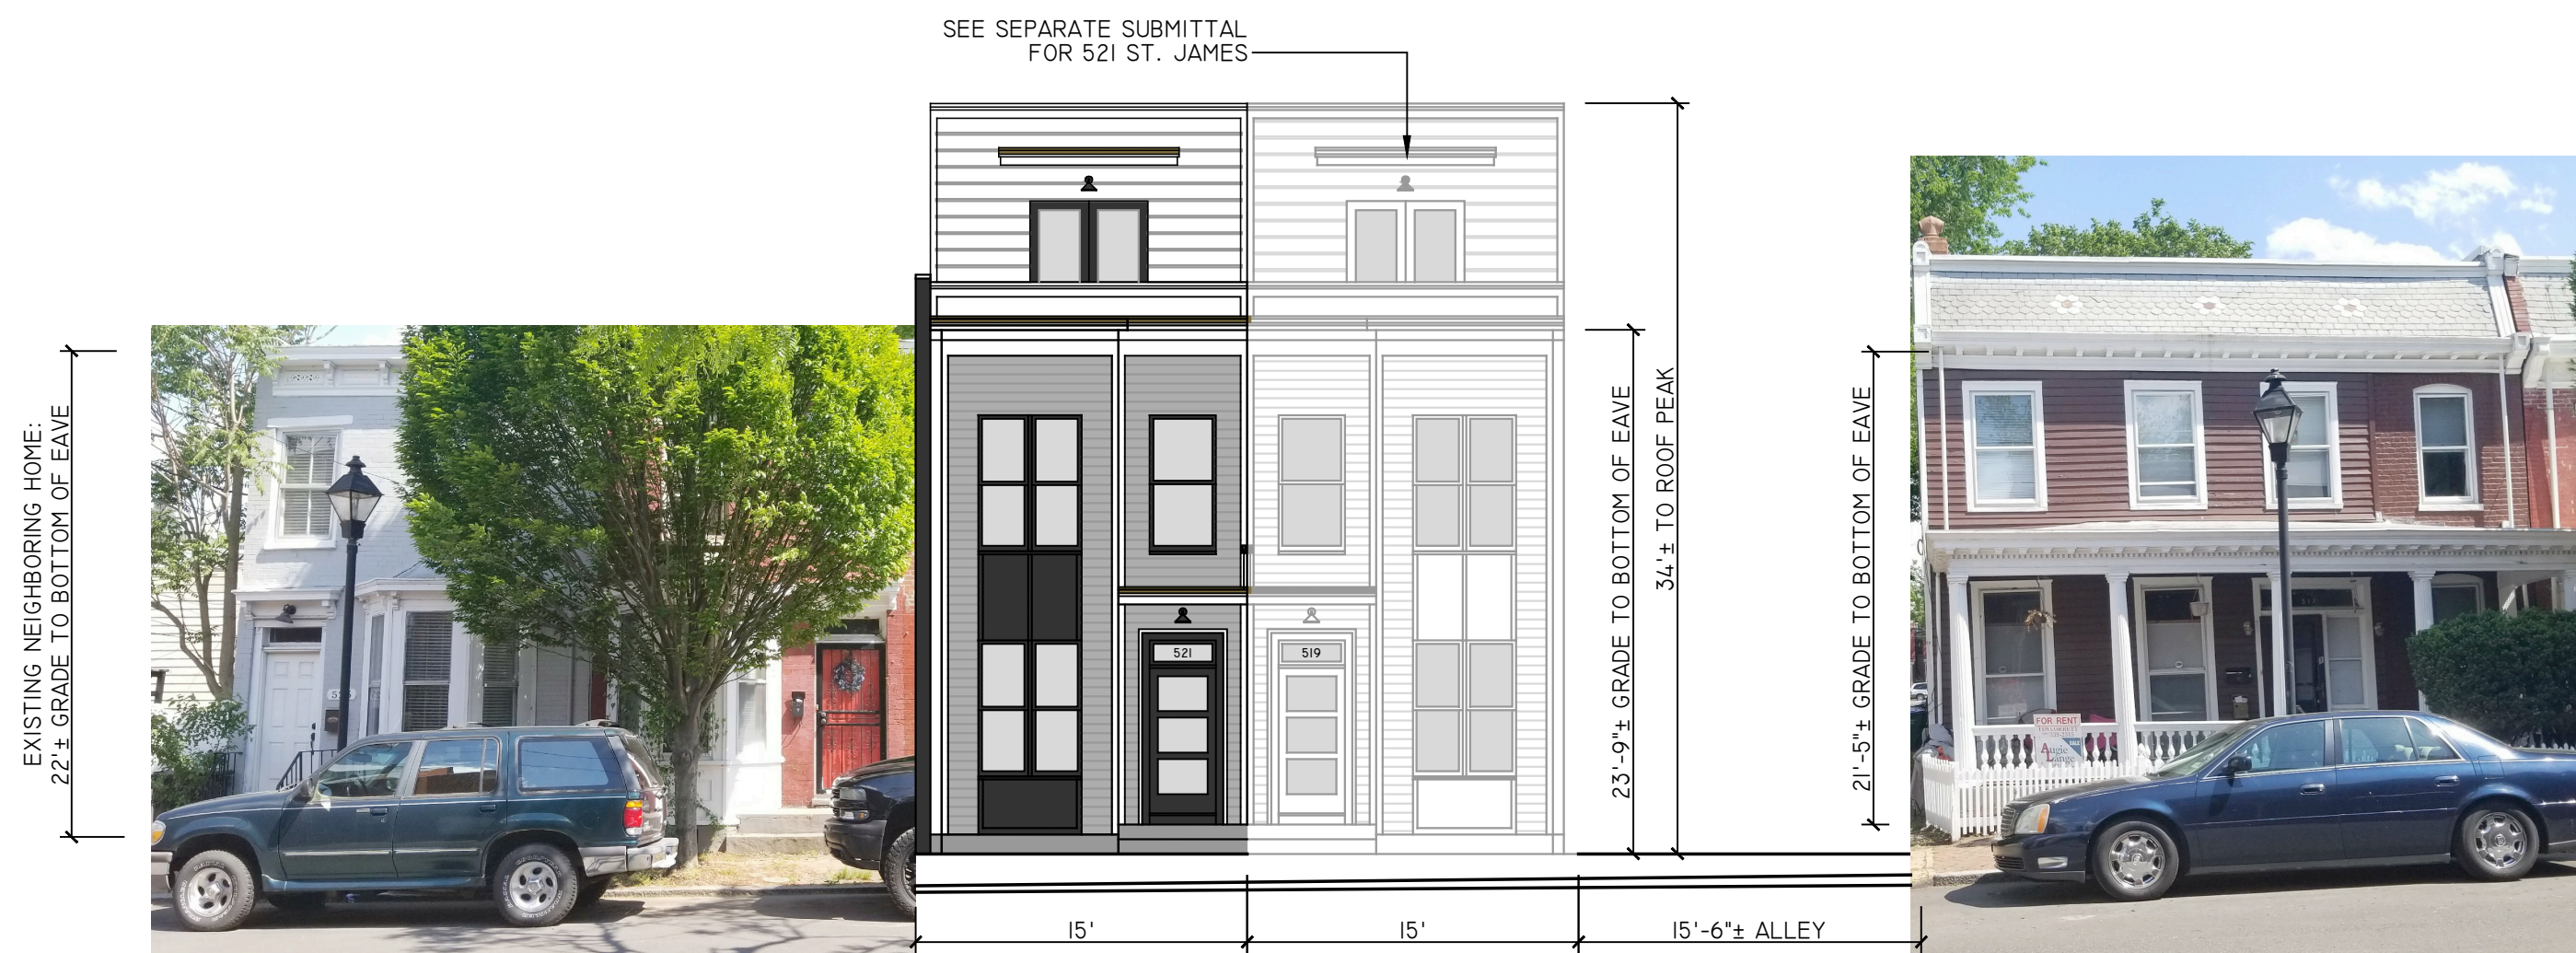 SEE SEPARATE SUBMITTAL
FOR 521 ST. JAMES
EXISTING NEIGHBORING HOME:
22'± GRADE TO BOTTOM OF EAVE
521
519
23'-9"± GRADE TO BOTTOM OF EAVE
34'± TO ROOF PEAK
21'-5"± GRADE TO BOTTOM OF EAVE
FOR RENT
Augie
Lange
15'
15'
15'-6"± ALLEY